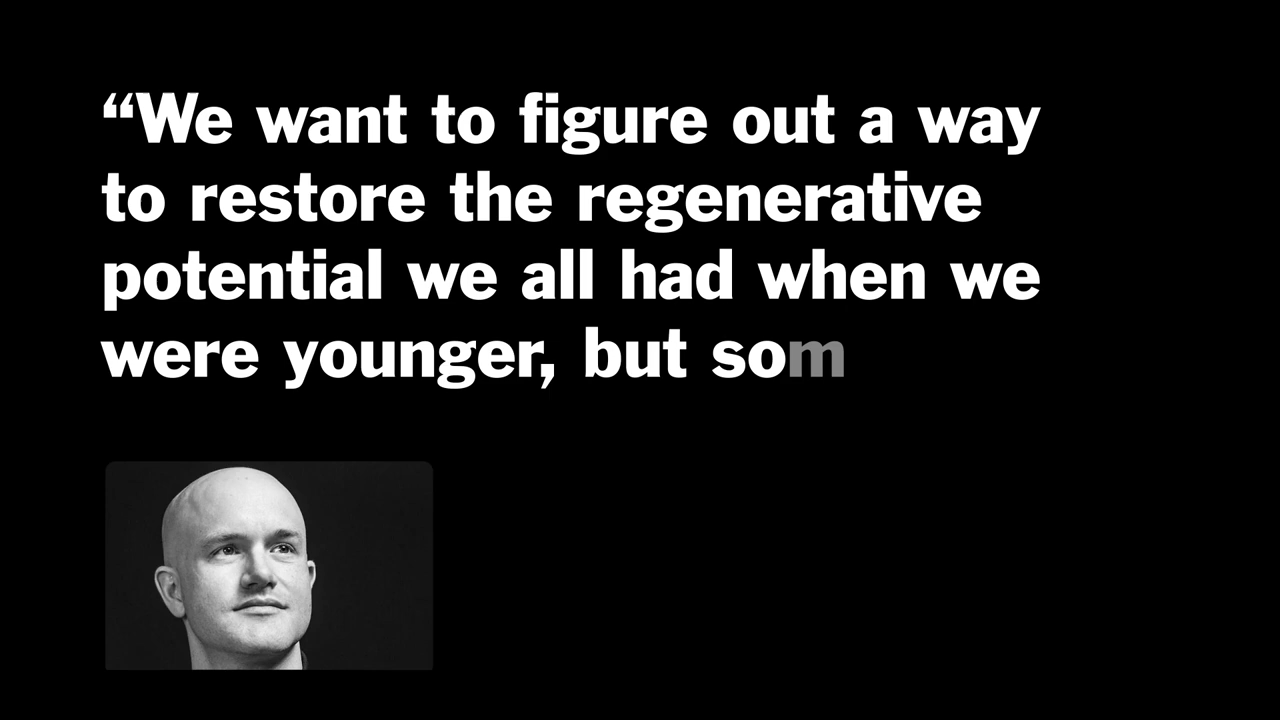 “We want to figure out a way
to restore the regenerative
potential we all had when we
were younger, but som